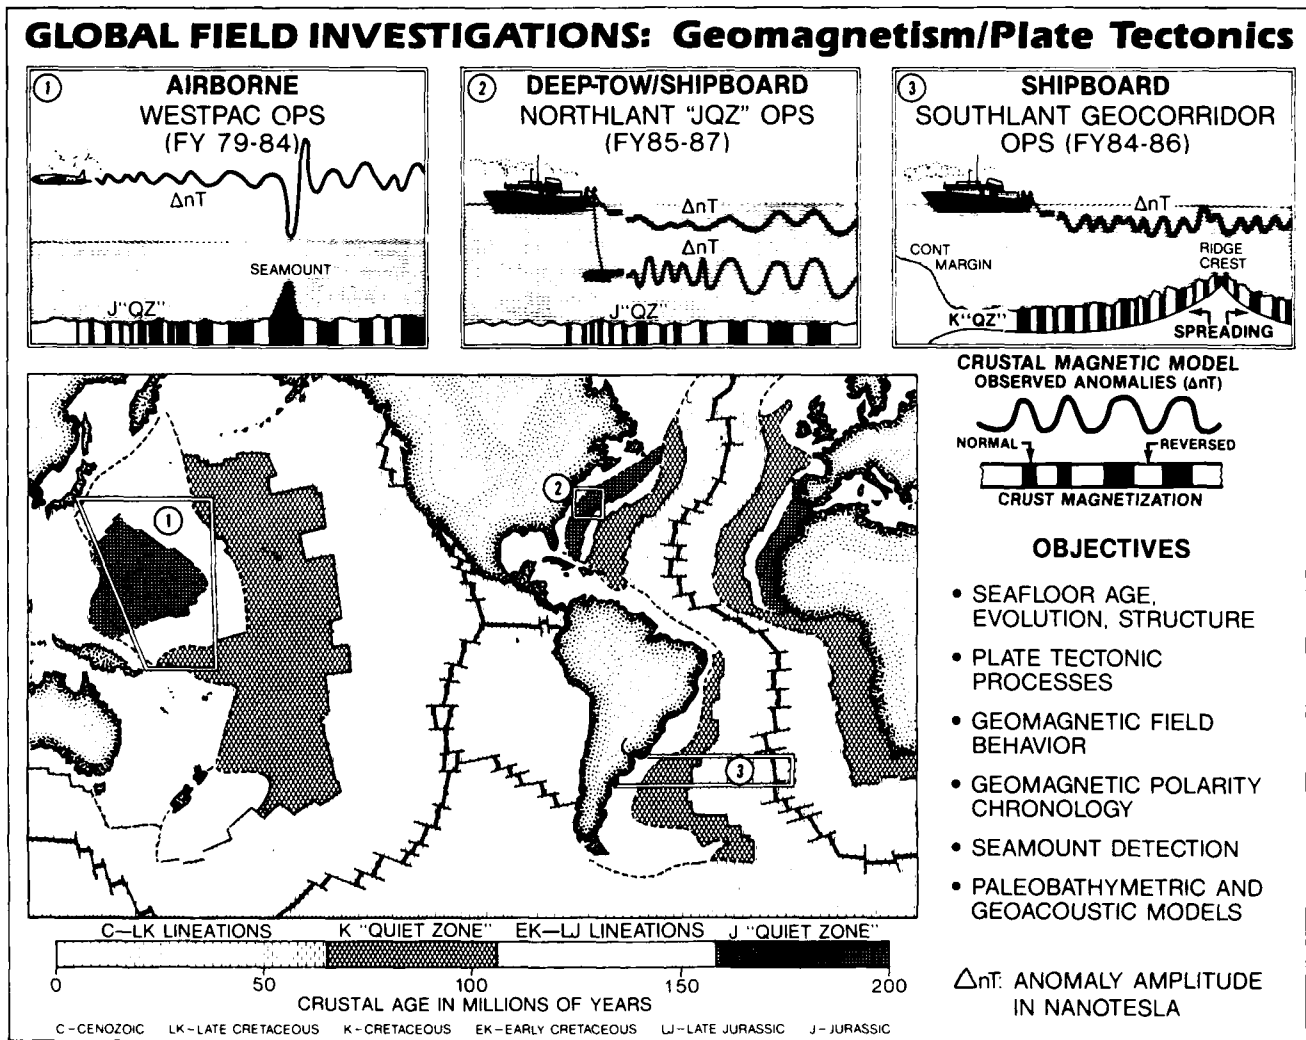 GLOBAL FIELD INVESTIGATIONS: Geomagnetism/Plate Tectonics
1
AIRBORNE
WESTPAC OPS
(FY 79-84)
ΔnT
SEAMOUNT
J"QZ"
2
DEEP-TOW/SHIPBOARD
NORTHLANT "JQZ" OPS
(FY85-87)
ΔnT
ΔnT
J"QZ"
3
SHIPBOARD
SOUTHLANT GEOCORRIDOR
OPS (FY84-86)
ΔnT
CONT
MARGIN
RIDGE
CREST
K"QZ"
SPREADING
CRUSTAL MAGNETIC MODEL
OBSERVED ANOMALIES (ΔnT)
NORMAL
REVERSED
CRUST MAGNETIZATION
1
2
3
OBJECTIVES
• SEAFLOOR AGE,
EVOLUTION, STRUCTURE
• PLATE TECTONIC
PROCESSES
• GEOMAGNETIC FIELD
BEHAVIOR
• GEOMAGNETIC POLARITY
CHRONOLOGY
• SEAMOUNT DETECTION
• PALEOBATHYMETRIC AND
GEOACOUSTIC MODELS
ΔnT: ANOMALY AMPLITUDE
IN NANOTESLA
C–LK LINEATIONS
K "QUIET ZONE"
EK–LJ LINEATIONS
J "QUIET ZONE"
0 50 100 150 200
CRUSTAL AGE IN MILLIONS OF YEARS
C-CENOZOIC LK-LATE CRETACEOUS K-CRETACEOUS EK-EARLY CRETACEOUS LJ-LATE JURASSIC J-JURASSIC